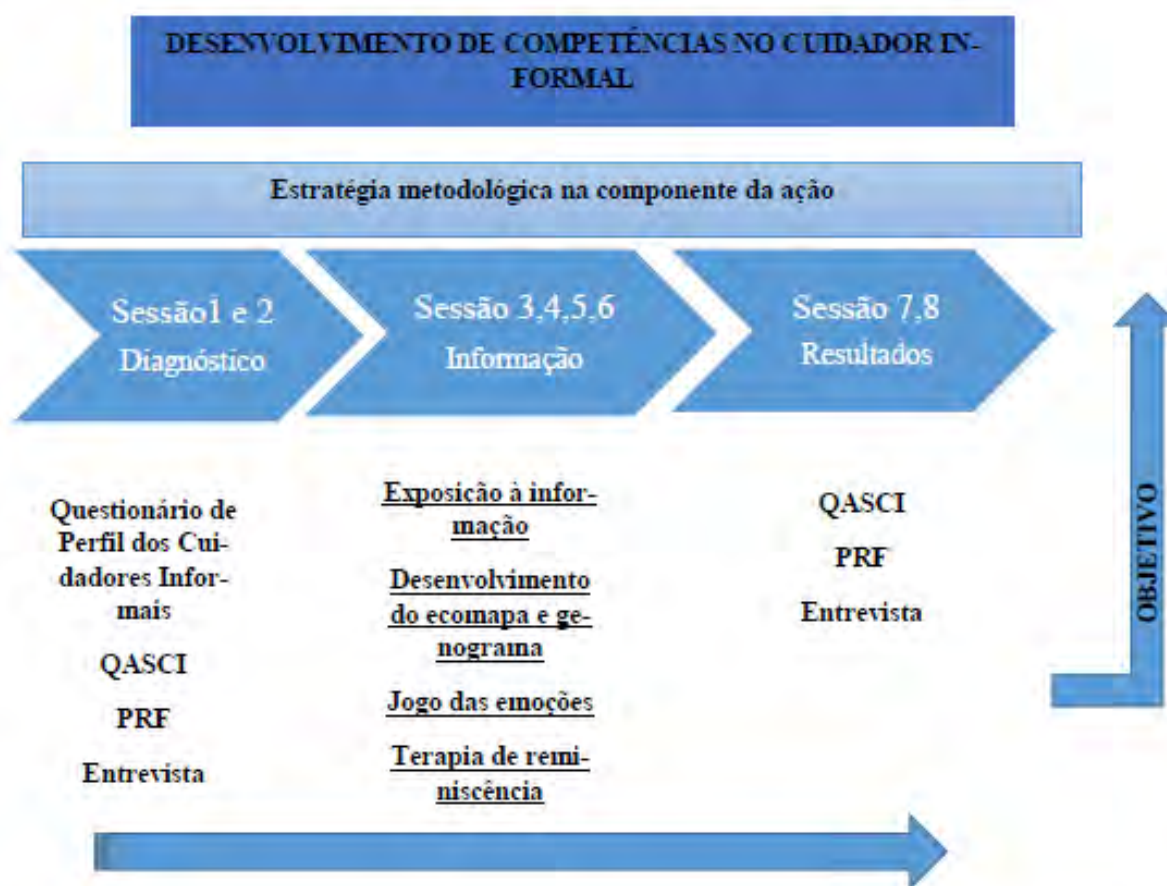 DESENVOLVIMENTO DE COMPETÊNCIAS NO CUIDADOR IN-
FORMAL
Estratégia metodológica na componente da ação
Sessão1 e 2
Diagnóstico
Sessão 3,4,5,6
Informação
Sessão 7,8
Resultados
Questionário de
Perfil dos Cui-
dadores Infor-
mais
QASCI
PRF
Entrevista
Exposição à infor-
mação
Desenvolvimento
do ecomapa e ge-
nograma
Jogo das emoções
Terapia de remi-
niscência
QASCI
PRF
Entrevista
OBJETIVO